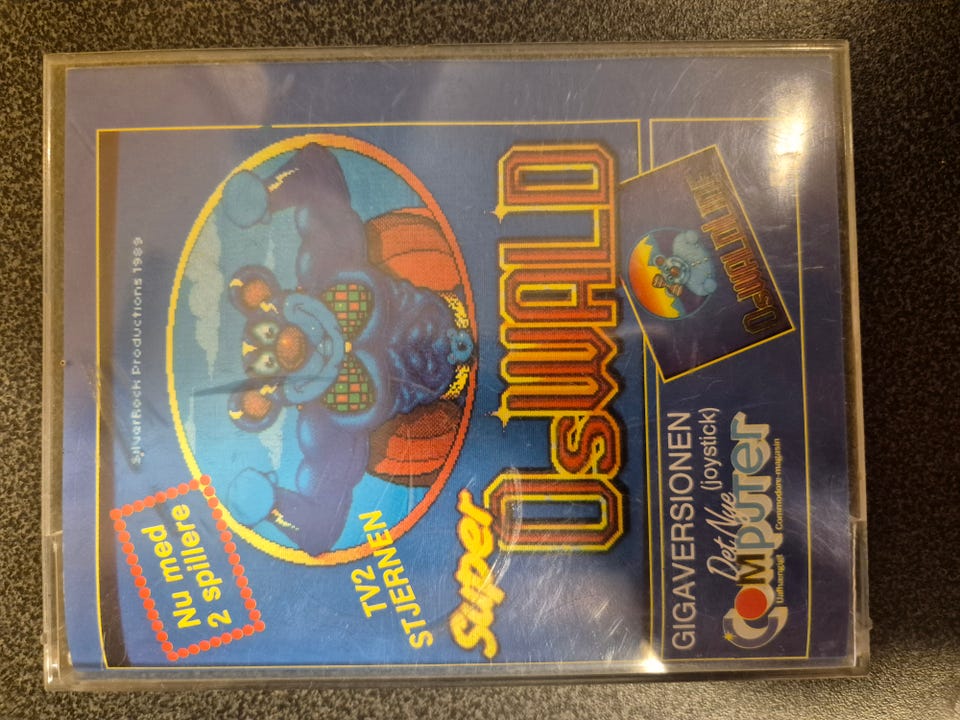 SilverRock Productions 1989
Nu med
2 spillere
TV2
STJERNEN
Super
OSWALD
GIGAVERSIONEN
Det Nye (joystick)
COMPUTER
Uafhængigt Commodore-magasin
OSWALD